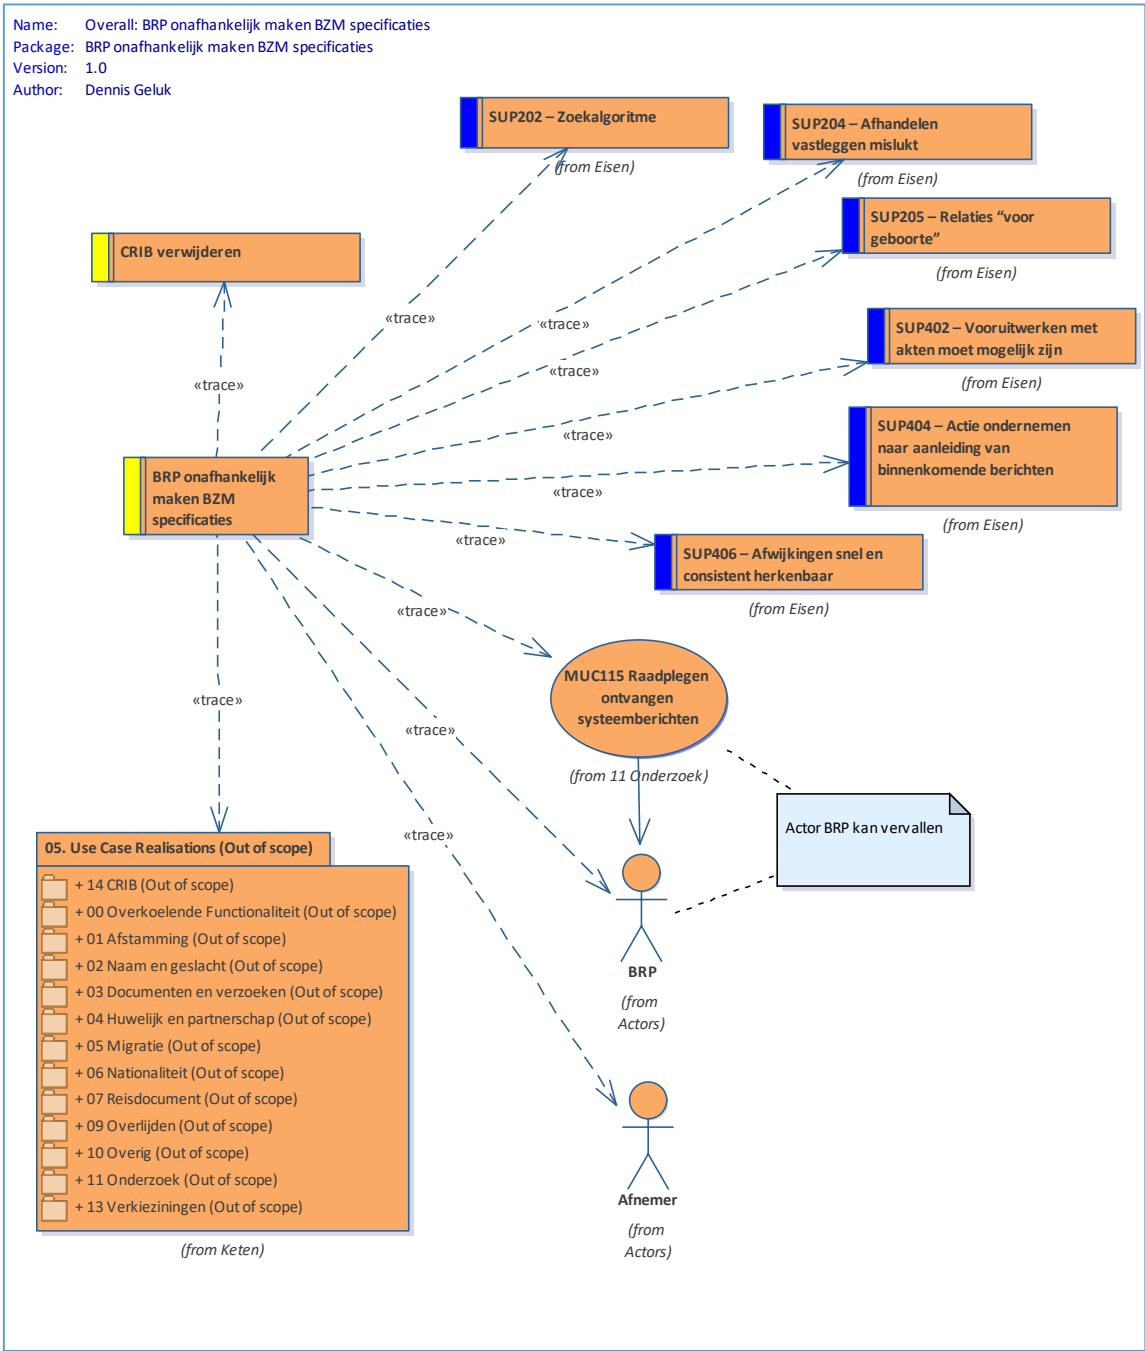 Name: Overall: BRP onafhankelijk maken BZM specificaties
Package: BRP onafhankelijk maken BZM specificaties
Version: 1.0
Author: Dennis Geluk
SUP202 – Zoekalgoritme
(from Eisen)
SUP204 – Afhandelen
vastleggen mislukt
(from Eisen)
SUP205 – Relaties “voor
geboorte”
(from Eisen)
CRIB verwijderen
SUP402 – Vooruitwerken met
akten moet mogelijk zijn
(from Eisen)
SUP404 – Actie ondernemen
naar aanleiding van
binnenkomende berichten
(from Eisen)
SUP406 – Afwijkingen snel en
consistent herkenbaar
(from Eisen)
«trace»
«trace»
«trace»
«trace»
«trace»
«trace»
«trace»
«trace»
«trace»
«trace»
«trace»
BRP onafhankelijk
maken BZM
specificaties
MUC115 Raadplegen
ontvangen
systeemberichten
(from 11 Onderzoek)
Actor BRP kan vervallen
BRP
(from
Actors)
Afnemer
(from
Actors)
05. Use Case Realisations (Out of scope)
+ 14 CRIB (Out of scope)
+ 00 Overkoelende Functionaliteit (Out of scope)
+ 01 Afstamming (Out of scope)
+ 02 Naam en geslacht (Out of scope)
+ 03 Documenten en verzoeken (Out of scope)
+ 04 Huwelijk en partnerschap (Out of scope)
+ 05 Migratie (Out of scope)
+ 06 Nationaliteit (Out of scope)
+ 07 Reisdocument (Out of scope)
+ 09 Overlijden (Out of scope)
+ 10 Overig (Out of scope)
+ 11 Onderzoek (Out of scope)
+ 13 Verkieziningen (Out of scope)
(from Keten)